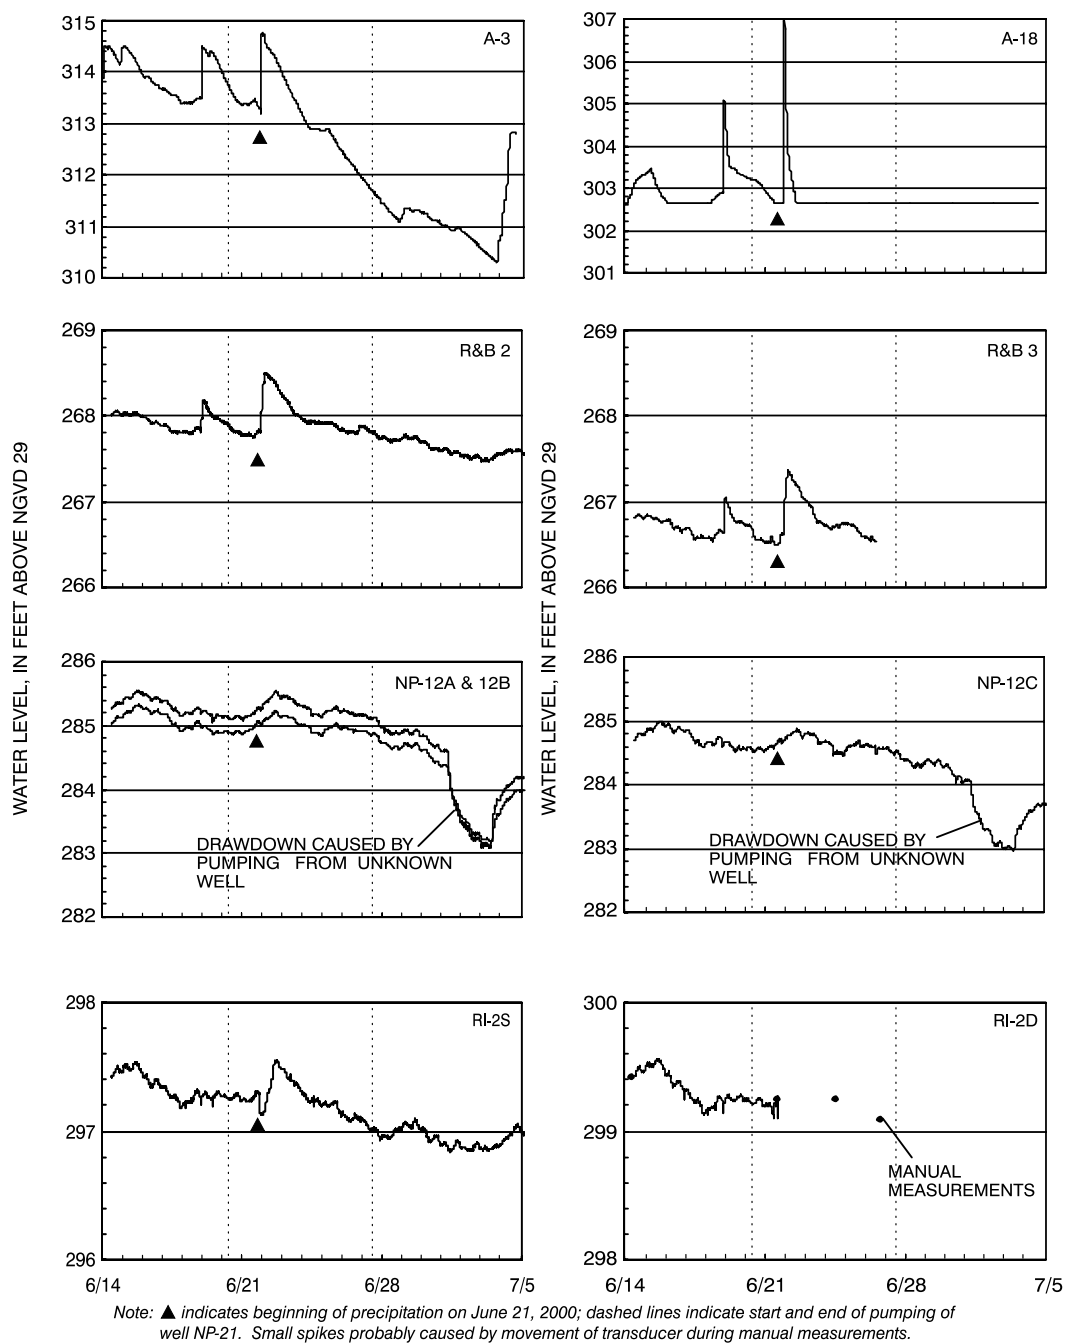 315
314
313
312
311
310
A-3
307
306
305
304
303
302
301
A-18
269
268
267
266
R&B 2
269
268
267
266
R&B 3
WATER LEVEL, IN FEET ABOVE NGVD 29
WATER LEVEL, IN FEET ABOVE NGVD 29
286
285
284
283
282
NP-12A & 12B
DRAWDOWN CAUSED BY
PUMPING FROM UNKNOWN
WELL
286
285
284
283
282
NP-12C
DRAWDOWN CAUSED BY
PUMPING FROM UNKNOWN
WELL
298
297
296
RI-2S
300
299
298
RI-2D
MANUAL
MEASUREMENTS
6/14 6/21 6/28 7/5
6/14 6/21 6/28 7/5
Note: ▲ indicates beginning of precipitation on June 21, 2000; dashed lines indicate start and end of pumping of
well NP-21. Small spikes probably caused by movement of transducer during manual measurements.